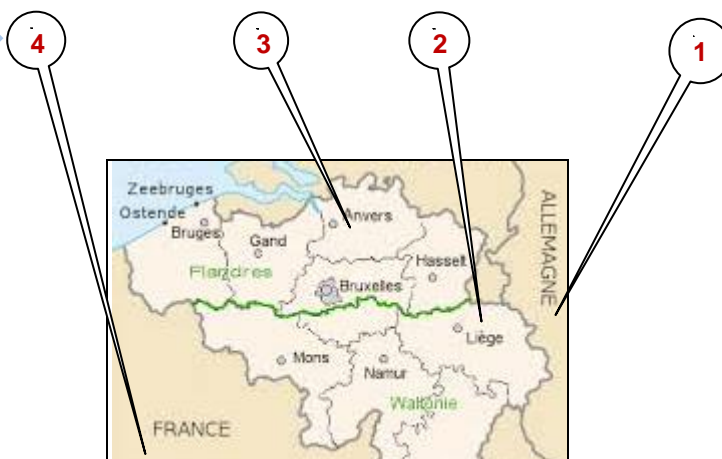 4
3
2
1
Zeebruges
Ostende
Bruges
Anvers
Gand
Hasselt
Flandres
Bruxelles
ALLEMAGNE
Liège
Mons
Namur
Wallonie
FRANCE